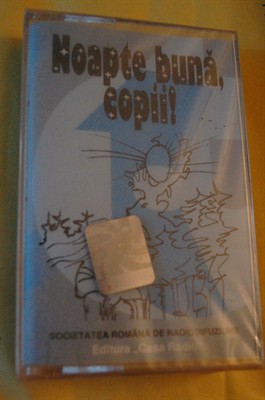 Noapte bună,
copii!
SOCIETATEA ROMÂNĂ DE RADIODIFUZIUNE
Editura „Casa Radio"